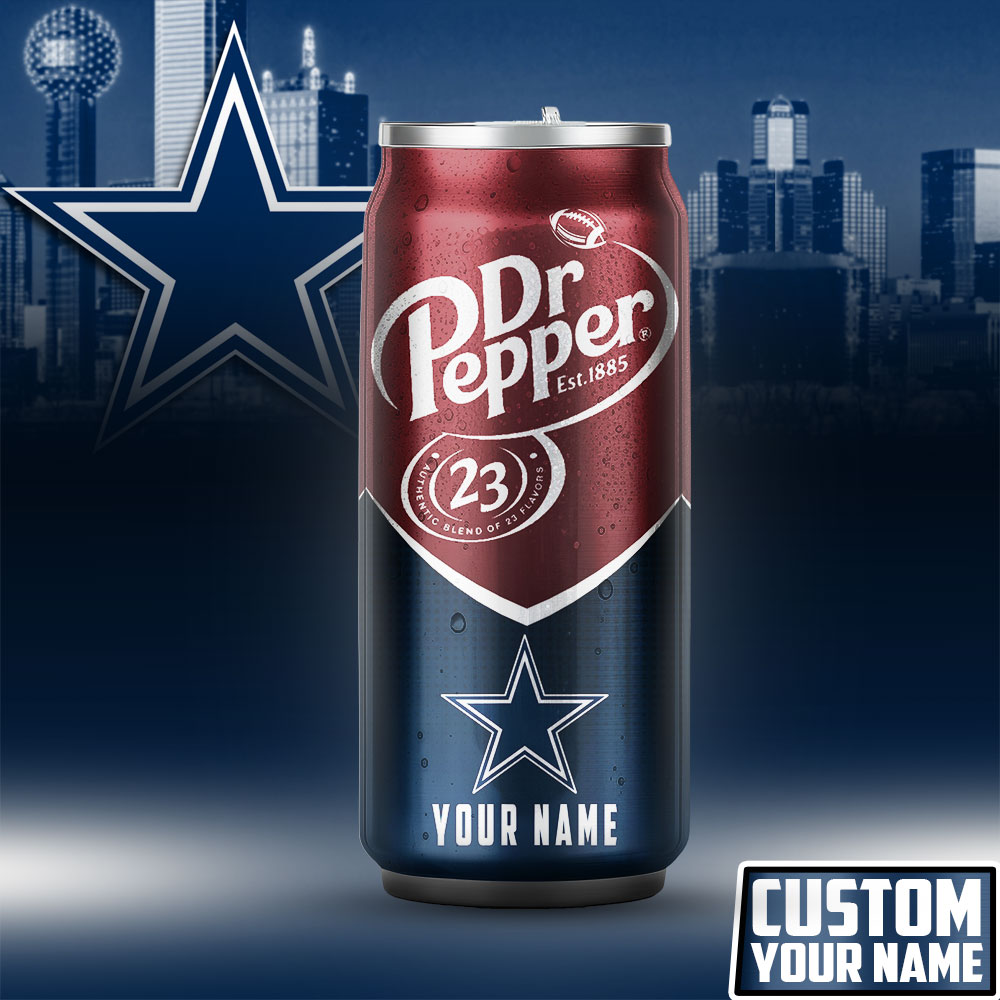 Dr
Pepper®
Est.1885
23
• AUTHENTIC BLEND OF 23 FLAVORS •
YOUR NAME
CUSTOM
YOUR NAME